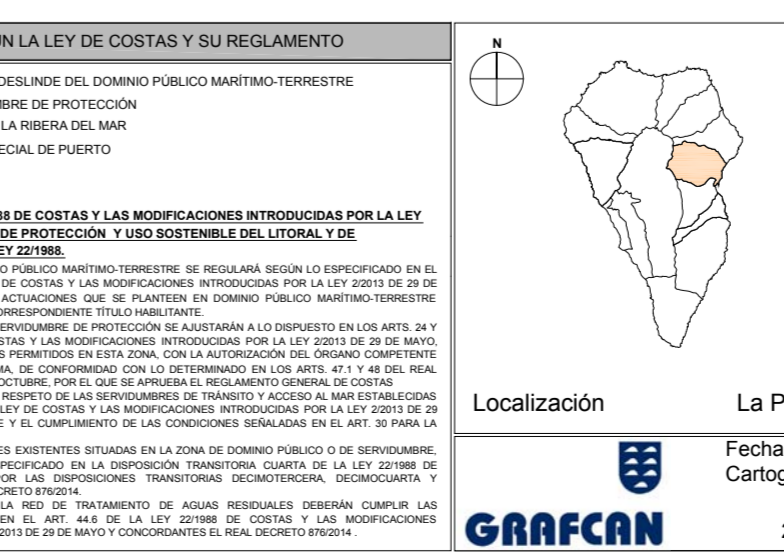 N LA LEY DE COSTAS Y SU REGLAMENTO
DESLINDE DEL DOMINIO PÚBLICO MARÍTIMO-TERRESTRE
MBRE DE PROTECCIÓN
LA RIBERA DEL MAR
ECIAL DE PUERTO
88 DE COSTAS Y LAS MODIFICACIONES INTRODUCIDAS POR LA LEY
DE PROTECCIÓN Y USO SOSTENIBLE DEL LITORAL Y DE
EY 22/1988.
O PÚBLICO MARÍTIMO-TERRESTRE SE REGULARÁ SEGÚN LO ESPECIFICADO EN EL
DE COSTAS Y LAS MODIFICACIONES INTRODUCIDAS POR LA LEY 2/2013 DE 29 DE
ACTUACIONES QUE SE PLANTEEN EN DOMINIO PÚBLICO MARÍTIMO-TERRESTRE
ORRESPONDIENTE TÍTULO HABILITANTE.
ERVIDUMBRE DE PROTECCIÓN SE AJUSTARÁN A LO DISPUESTO EN LOS ARTS. 24 Y
STAS Y LAS MODIFICACIONES INTRODUCIDAS POR LA LEY 2/2013 DE 29 DE MAYO,
S PERMITIDOS EN ESTA ZONA, CON LA AUTORIZACIÓN DEL ÓRGANO COMPETENTE
MA, DE CONFORMIDAD CON LO DETERMINADO EN LOS ARTS. 47.1 Y 48 DEL REAL
OCTUBRE, POR EL QUE SE APRUEBA EL REGLAMENTO GENERAL DE COSTAS
RESPETO DE LAS SERVIDUMBRES DE TRÁNSITO Y ACCESO AL MAR ESTABLECIDAS
LEY DE COSTAS Y LAS MODIFICACIONES INTRODUCIDAS POR LA LEY 2/2013 DE 29
E Y EL CUMPLIMIENTO DE LAS CONDICIONES SEÑALADAS EN EL ART. 30 PARA LA
ES EXISTENTES SITUADAS EN LA ZONA DE DOMINIO PÚBLICO O DE SERVIDUMBRE,
SPECIFICADO EN LA DISPOSICIÓN TRANSITORIA CUARTA DE LA LEY 22/1988 DE
POR LAS DISPOSICIONES TRANSITORIAS DECIMOTERCERA, DECIMOCUARTA Y
CRETO 876/2014.
LA RED DE TRATAMIENTO DE AGUAS RESIDUALES DEBERÁN CUMPLIR LAS
EN EL ART. 44.6 DE LA LEY 22/1988 DE COSTAS Y LAS MODIFICACIONES
/2013 DE 29 DE MAYO Y CONCORDANTES EL REAL DECRETO 876/2014 .
N
Localización La P
Fecha
Cartog
GRAFCAN